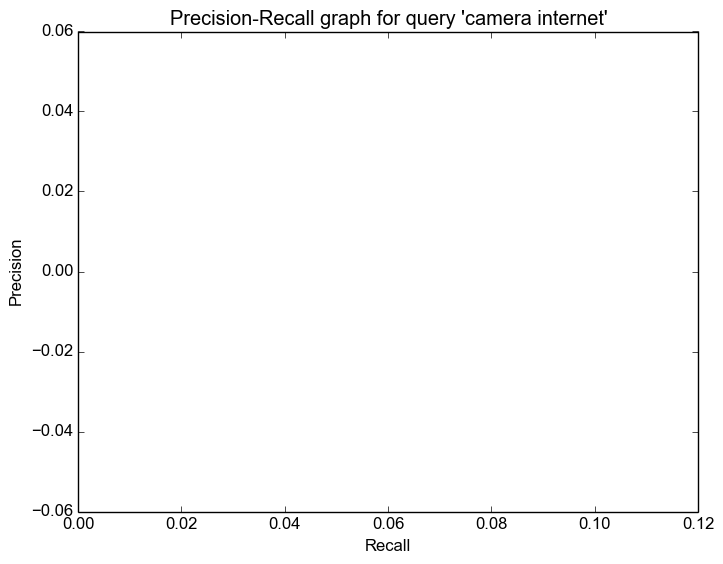 Precision-Recall graph for query 'camera internet'
0.06
0.04
0.02
0.00
−0.02
−0.04
−0.06
Precision
0.00 0.02 0.04 0.06 0.08 0.10 0.12
Recall